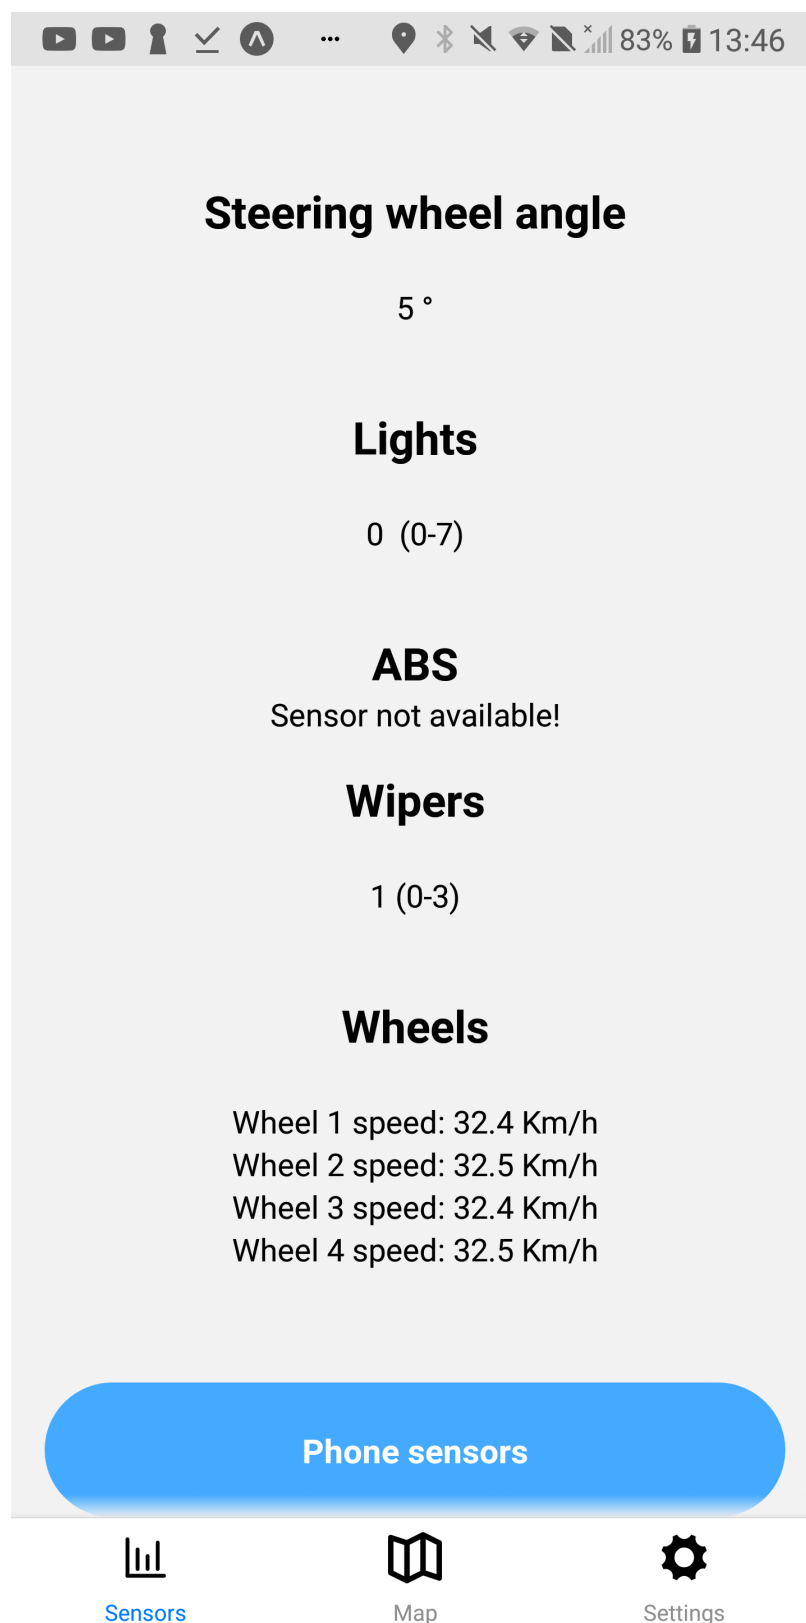 83% 13:46
Steering wheel angle
5 °
Lights
0 (0-7)
ABS
Sensor not available!
Wipers
1 (0-3)
Wheels
Wheel 1 speed: 32.4 Km/h
Wheel 2 speed: 32.5 Km/h
Wheel 3 speed: 32.4 Km/h
Wheel 4 speed: 32.5 Km/h
Phone sensors
Sensors Map Settings